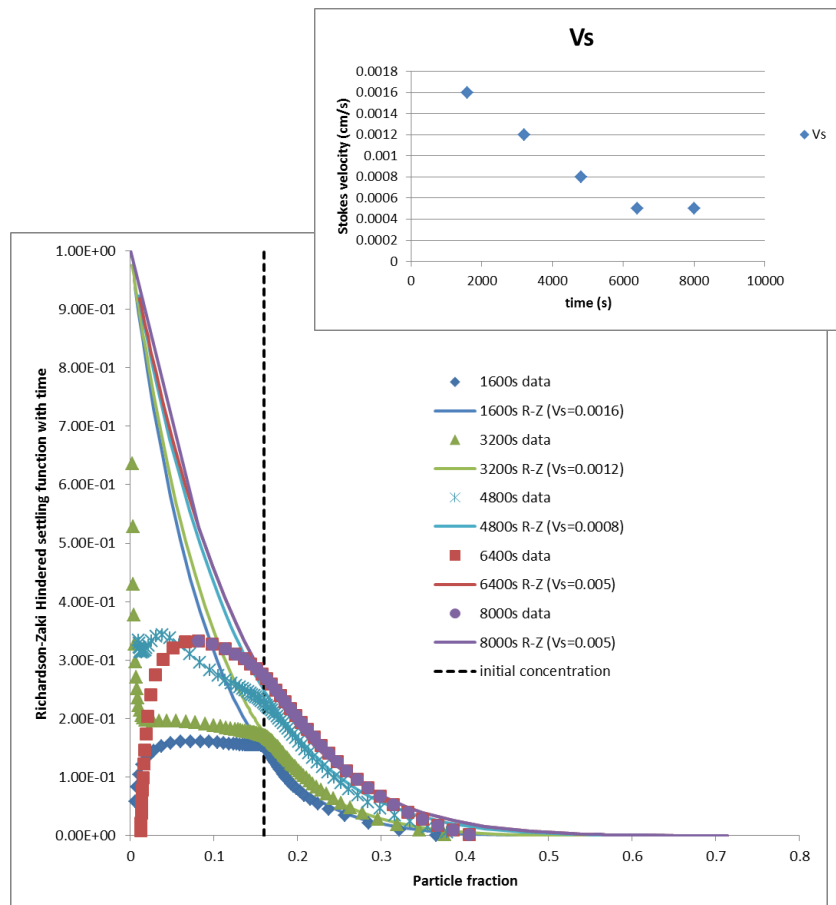 Vs
0.0018
0.0016
0.0014
0.0012
0.001
0.0008
0.0006
0.0004
0.0002
0
Stokes velocity (cm/s)
0
2000
4000
6000
8000
10000
time (s)
Vs
1.00E+00
9.00E-01
8.00E-01
7.00E-01
6.00E-01
5.00E-01
4.00E-01
3.00E-01
2.00E-01
1.00E-01
0.00E+00
Richardson-Zaki Hindered settling function with time
1600s data
1600s R-Z (Vs=0.0016)
3200s data
3200s R-Z (Vs=0.0012)
4800s data
4800s R-Z (Vs=0.0008)
6400s data
6400s R-Z (Vs=0.005)
8000s data
8000s R-Z (Vs=0.005)
initial concentration
0
0.1
0.2
0.3
0.4
0.5
0.6
0.7
0.8
Particle fraction